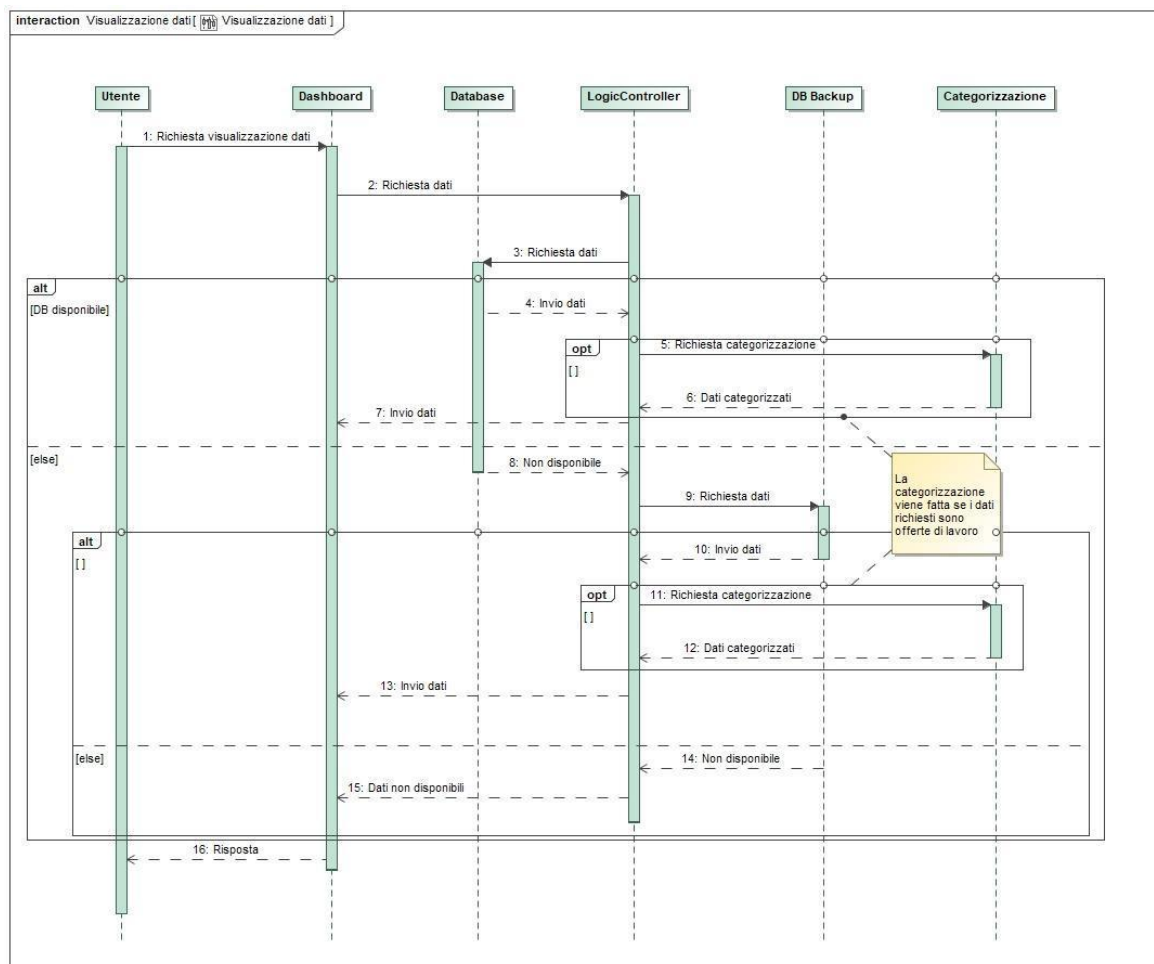 interaction Visualizzazione dati[ Visualizzazione dati ]
Utente
Dashboard
Database
LogicController
DB Backup
Categorizzazione
1: Richiesta visualizzazione dati
2: Richiesta dati
3: Richiesta dati
alt
[DB disponibile]
4: Invio dati
opt
[ ]
5: Richiesta categorizzazione
6: Dati categorizzati
7: Invio dati
[else]
8: Non disponibile
La
categorizzazione
viene fatta se i dati
richiesti sono
offerte di lavoro
9: Richiesta dati
alt
[ ]
10: Invio dati
opt
[ ]
11: Richiesta categorizzazione
12: Dati categorizzati
13: Invio dati
[else]
14: Non disponibile
15: Dati non disponibili
16: Risposta